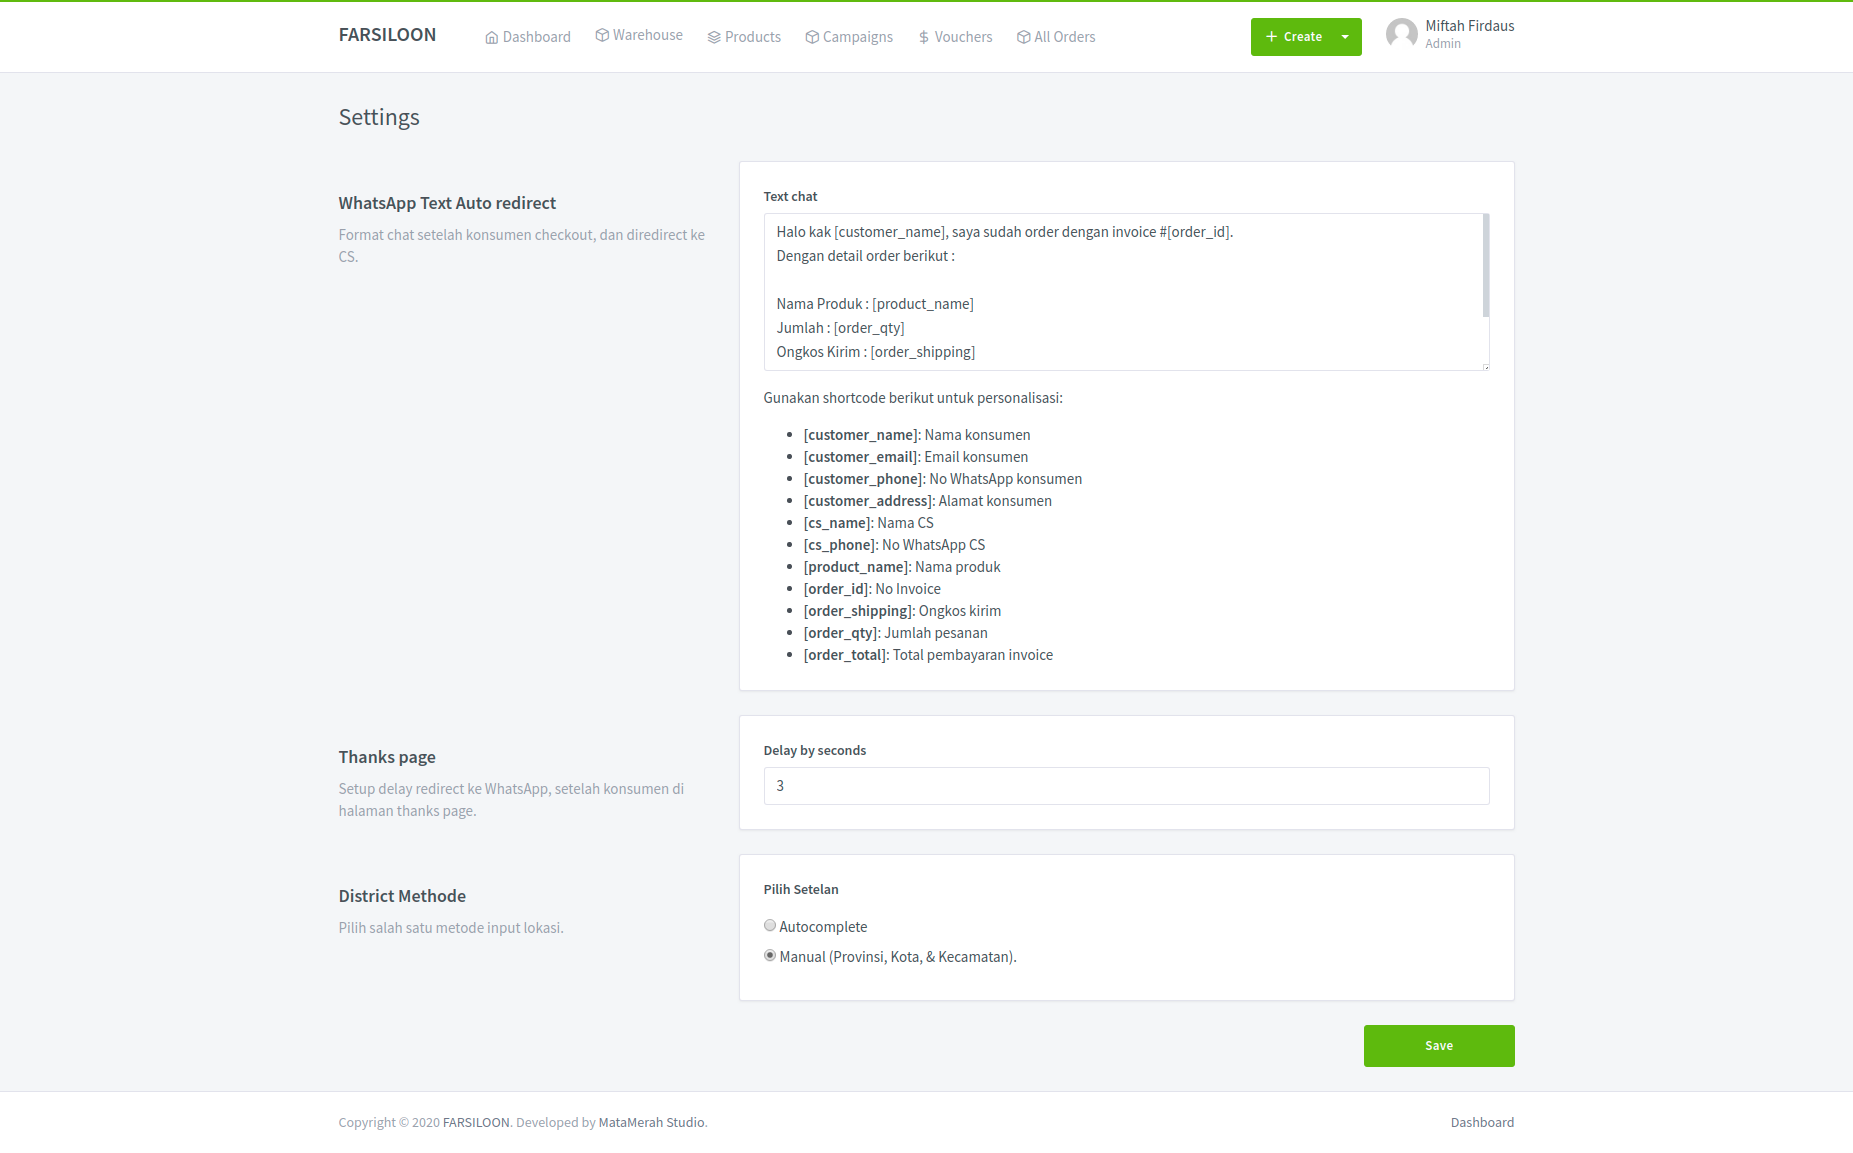 FARSILOON
Dashboard
Warehouse
Products
Campaigns
Vouchers
All Orders
Create
Miftah Firdaus
Admin
Settings
WhatsApp Text Auto redirect
Format chat setelah konsumen checkout, dan diredirect ke
CS.
Text chat
Halo kak [customer_name], saya sudah order dengan invoice #[order_id].
Dengan detail order berikut :
Nama Produk : [product_name]
Jumlah : [order_qty]
Ongkos Kirim : [order_shipping]
Gunakan shortcode berikut untuk personalisasi:
[customer_name]: Nama konsumen
[customer_email]: Email konsumen
[customer_phone]: No WhatsApp konsumen
[customer_address]: Alamat konsumen
[cs_name]: Nama CS
[cs_phone]: No WhatsApp CS
[product_name]: Nama produk
[order_id]: No Invoice
[order_shipping]: Ongkos kirim
[order_qty]: Jumlah pesanan
[order_total]: Total pembayaran invoice
Thanks page
Setup delay redirect ke WhatsApp, setelah konsumen di
halaman thanks page.
Delay by seconds
3
District Methode
Pilih salah satu metode input lokasi.
Pilih Setelan
Autocomplete
Manual (Provinsi, Kota, & Kecamatan).
Save
Copyright © 2020 FARSILOON. Developed by MataMerah Studio.
Dashboard